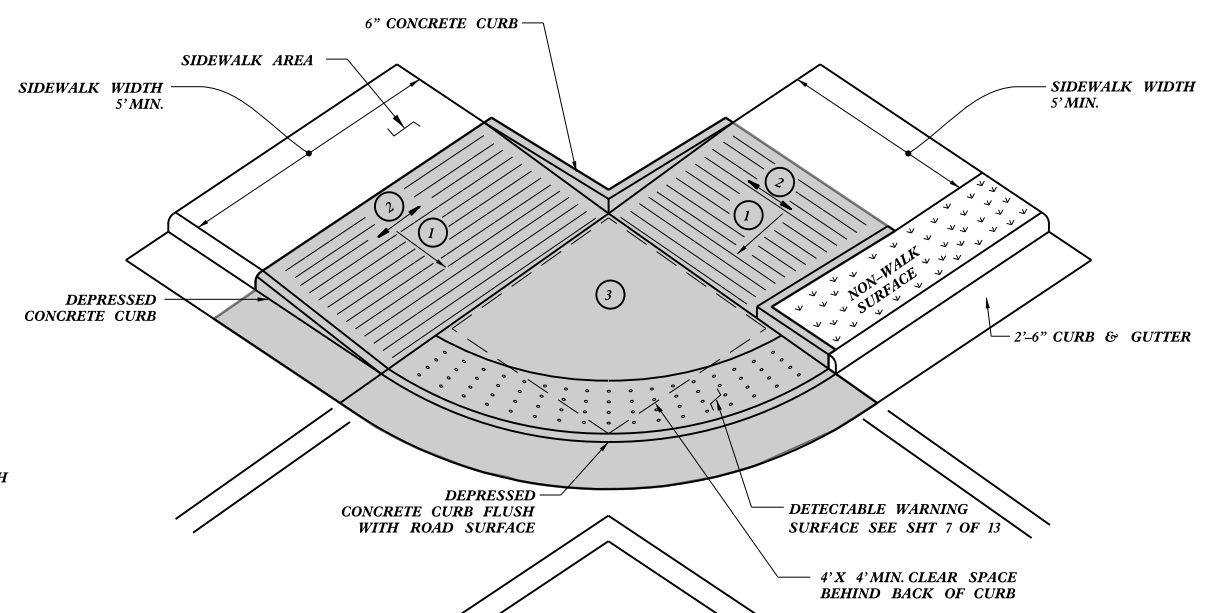 6” CONCRETE CURB
SIDEWALK AREA
SIDEWALK WIDTH
5’ MIN.
SIDEWALK WIDTH
5’ MIN.
2
1
2
1
3
NON–WALK
SURFACE
DEPRESSED
CONCRETE CURB
2’–6” CURB & GUTTER
H
DEPRESSED
CONCRETE CURB FLUSH
WITH ROAD SURFACE
DETECTABLE WARNING
SURFACE SEE SHT 7 OF 13
4’ X 4’ MIN. CLEAR SPACE
BEHIND BACK OF CURB